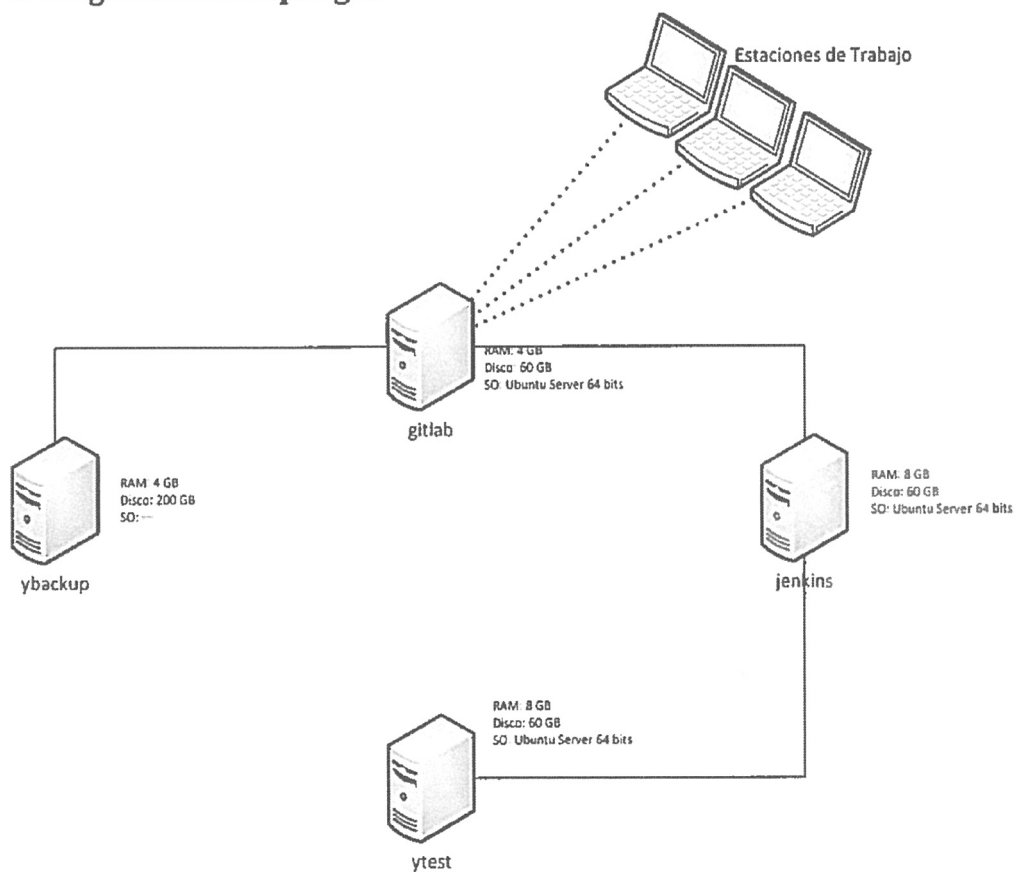 Estaciones de Trabajo
RAM: 4 GB
Disco: 60 GB
SO: Ubuntu Server 64 bits
gitlab
RAM: 4 GB
Disco: 200 GB
SO: ---
ybackup
RAM: 8 GB
Disco: 60 GB
SO: Ubuntu Server 64 bits
jenkins
RAM: 8 GB
Disco: 60 GB
SO: Ubuntu Server 64 bits
ytest